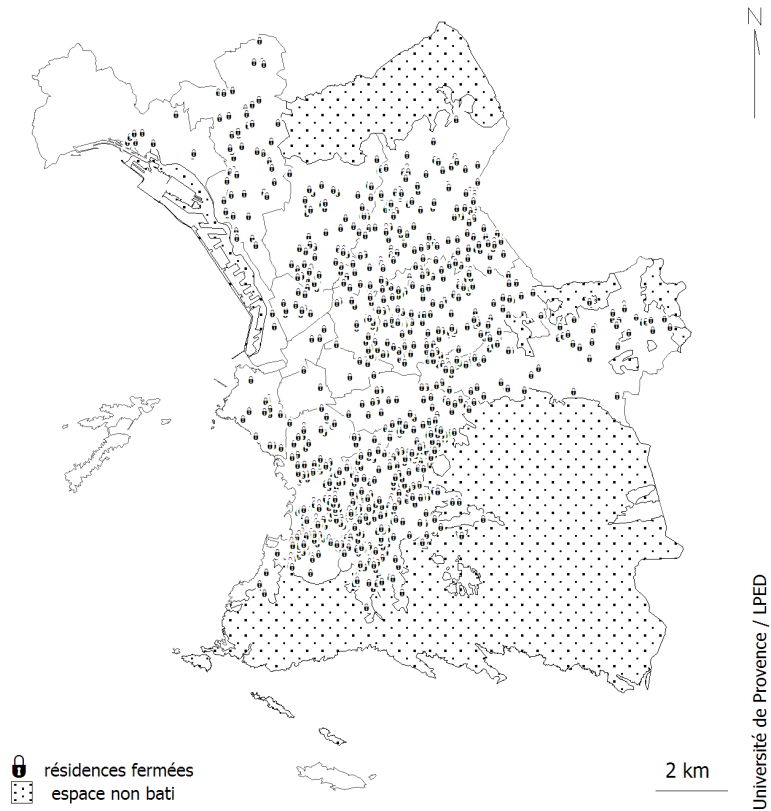 N
résidences fermées
espace non bati
2 km
Université de Provence / LPED